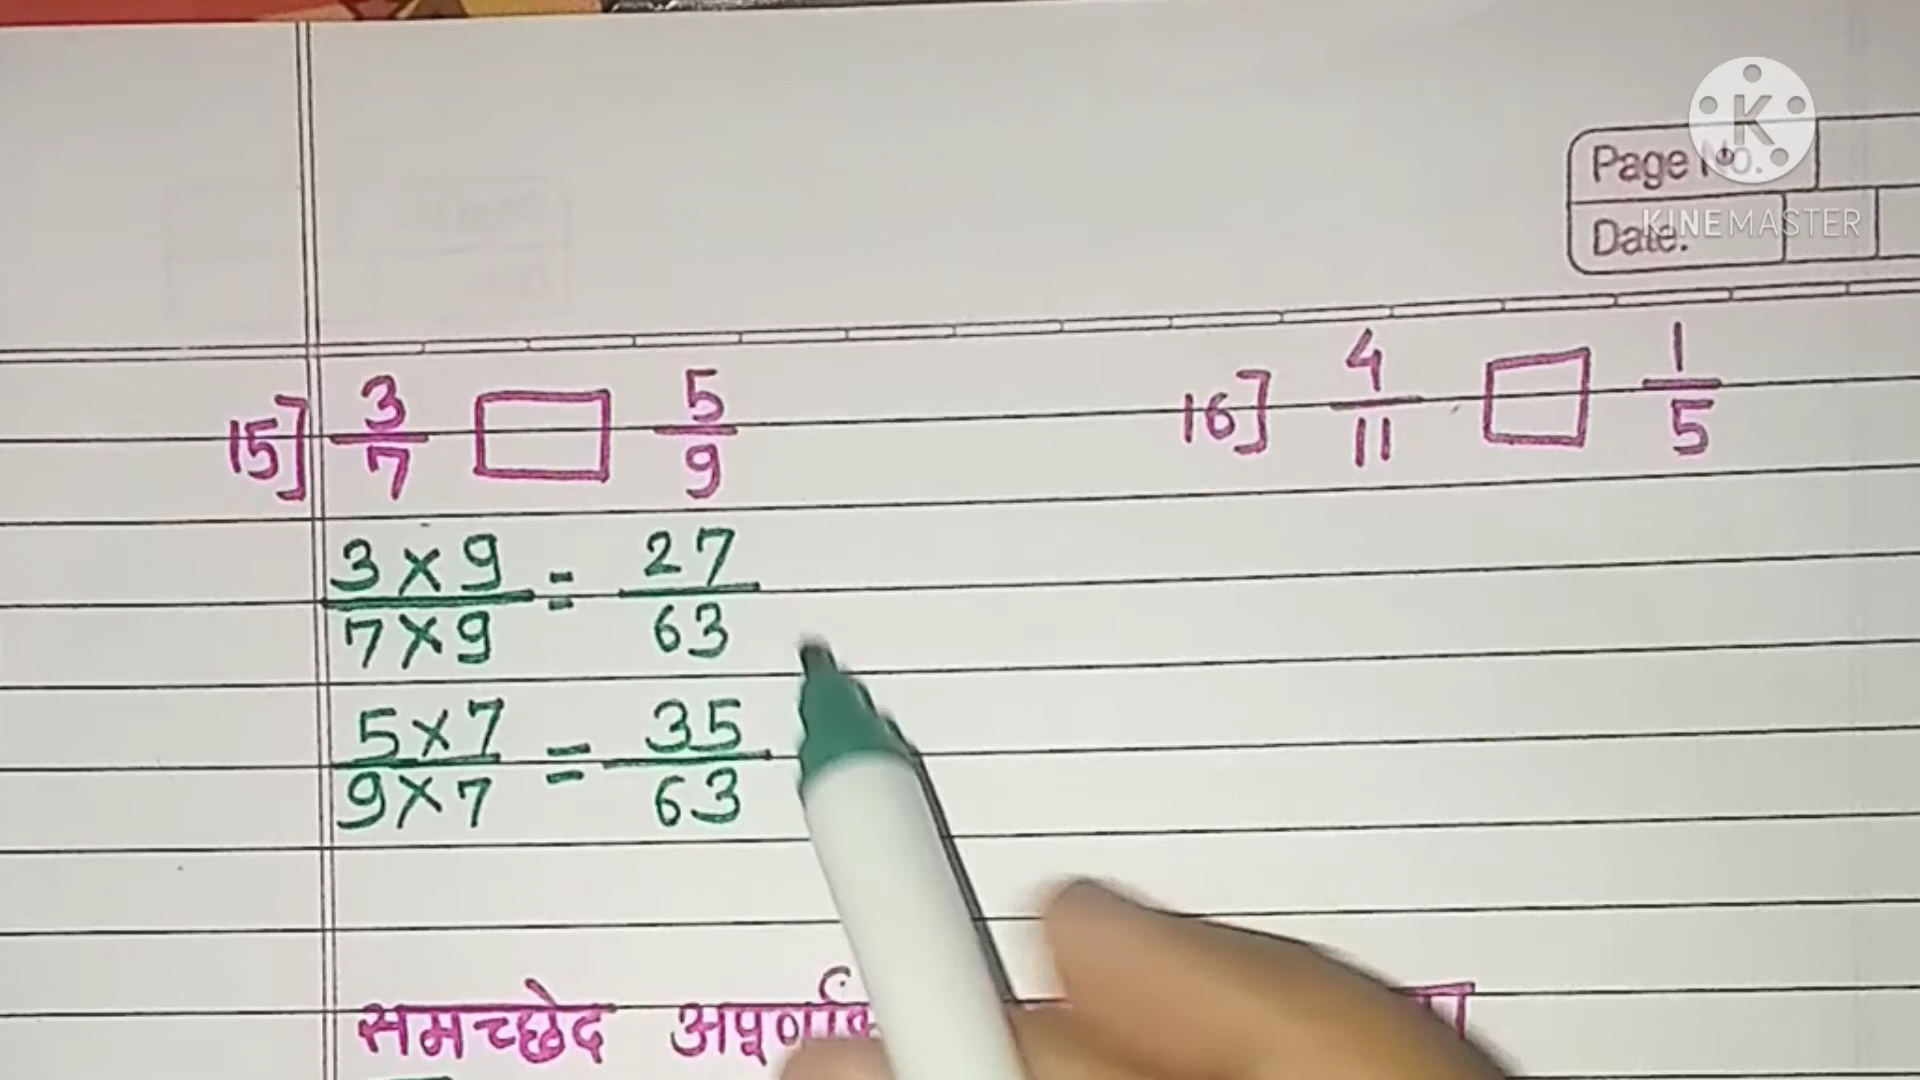 K
KINEMASTER
Page No.
Date:
15] 3/7 □ 5/9
16] 4/11 □ 1/5
3×9/7×9 = 27/63
5×7/9×7 = 35/63
समच्छेद